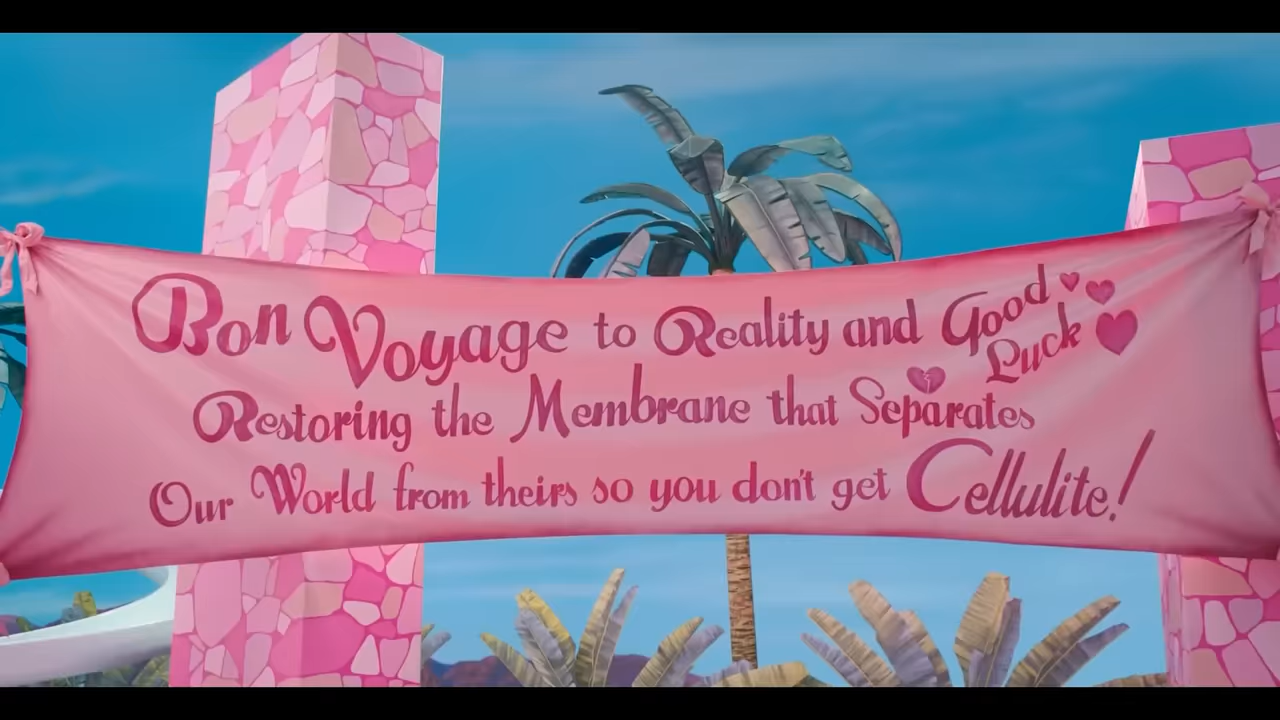 Bon Voyage to Reality and Good Luck
Restoring the Membrane that Separates
Our World from theirs so you don't get Cellulite!